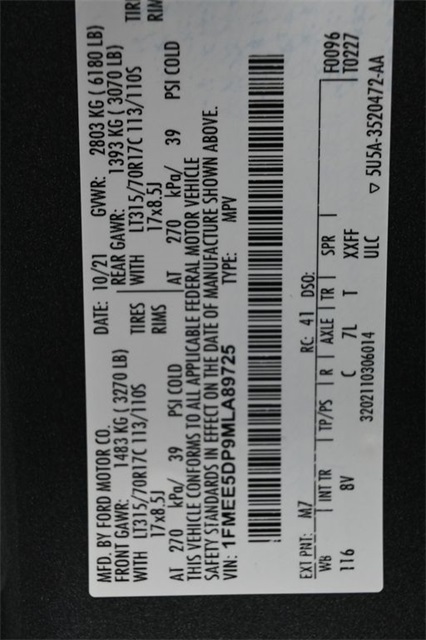 MFD. BY FORD MOTOR CO.
DATE: 10/21 GVWR: 2803 KG ( 6180 LB)
FRONT GAWR: REAR GAWR:
1483 KG ( 3270 LB) 1393 KG ( 3070 LB)
WITH TIRES WITH TIRE
LT315/70R17C 113/110S LT315/70R17C 113/110S
RIMS 17x8.5J RIM
17x8.5J
AT 270 kPa/ 39 PSI COLD AT 270 kPa/ 39 PSI COLD
THIS VEHICLE CONFORMS TO ALL APPLICABLE FEDERAL MOTOR VEHICLE
SAFETY STANDARDS IN EFFECT ON THE DATE OF MANUFACTURE SHOWN ABOVE.
VIN: 1FMEE5DP9MLA89725 TYPE: MPV
F0096
EXT PNT: M7 RC: 41 DSO: T0227
WB INT TR TP/PS R AXLE TR SPR
116 8V C 7L T XXFF
ULC ▽ 5U5A-3520472-AA
3202110306014